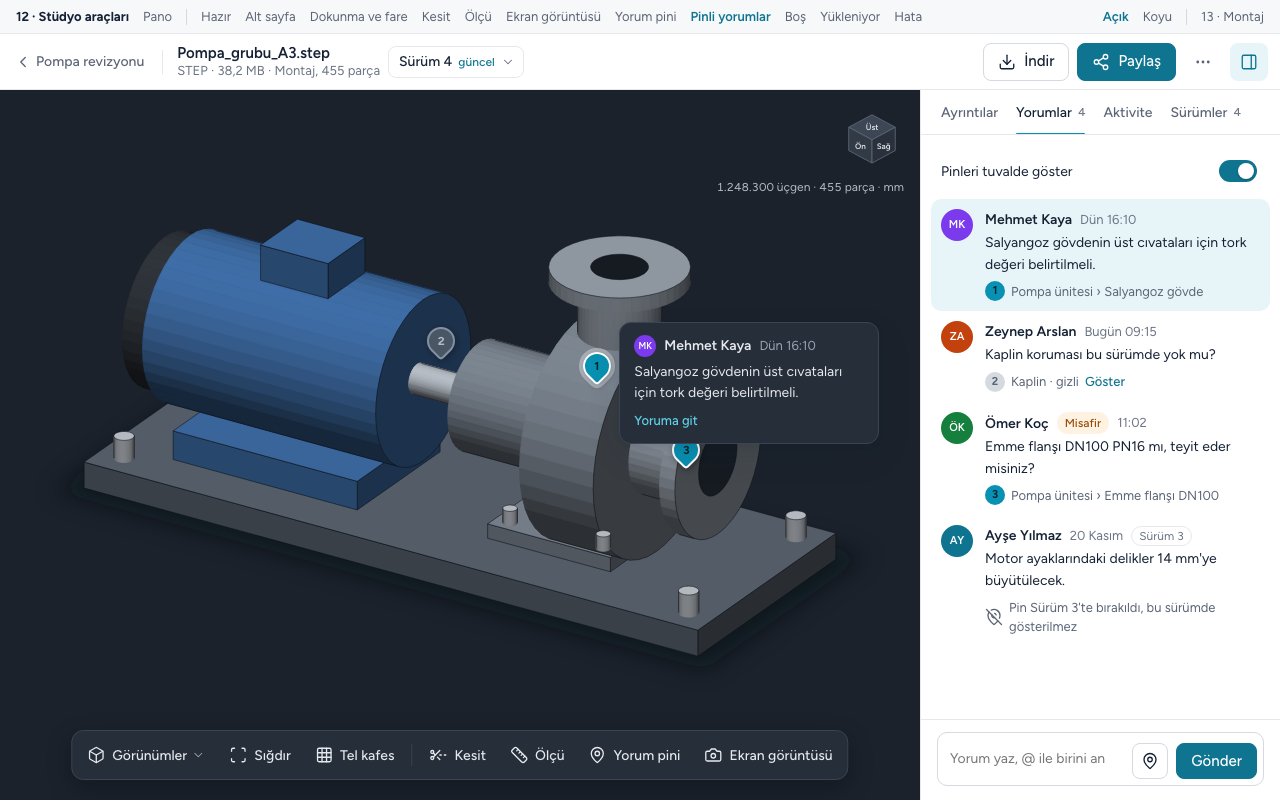 12 · Stüdyo araçları Pano Hazır Alt sayfa Dokunma ve fare Kesit Ölçü Ekran görüntüsü Yorum pini Pinli yorumlar Boş Yükleniyor Hata Açık Koyu 13 · Montaj
Pompa revizyonu
Pompa_grubu_A3.step
STEP · 38,2 MB · Montaj, 455 parça
Sürüm 4 güncel
İndir
Paylaş
Üst
Ön
Sağ
1.248.300 üçgen · 455 parça · mm
2
1
3
MK Mehmet Kaya Dün 16:10
Salyangoz gövdenin üst cıvataları
için tork değeri belirtilmeli.
Yoruma git
Görünümler Sığdır Tel kafes Kesit Ölçü Yorum pini Ekran görüntüsü
Ayrıntılar Yorumlar 4 Aktivite Sürümler 4
Pinleri tuvalde göster
MK Mehmet Kaya Dün 16:10
Salyangoz gövdenin üst cıvataları için tork
değeri belirtilmeli.
1 Pompa ünitesi › Salyangoz gövde
ZA Zeynep Arslan Bugün 09:15
Kaplin koruması bu sürümde yok mu?
2 Kaplin · gizli Göster
ÖK Ömer Koç Misafir 11:02
Emme flanşı DN100 PN16 mı, teyit eder
misiniz?
3 Pompa ünitesi › Emme flanşı DN100
AY Ayşe Yılmaz 20 Kasım Sürüm 3
Motor ayaklarındaki delikler 14 mm'ye
büyütülecek.
Pin Sürüm 3'te bırakıldı, bu sürümde
gösterilmez
Yorum yaz, @ ile birini an
Gönder